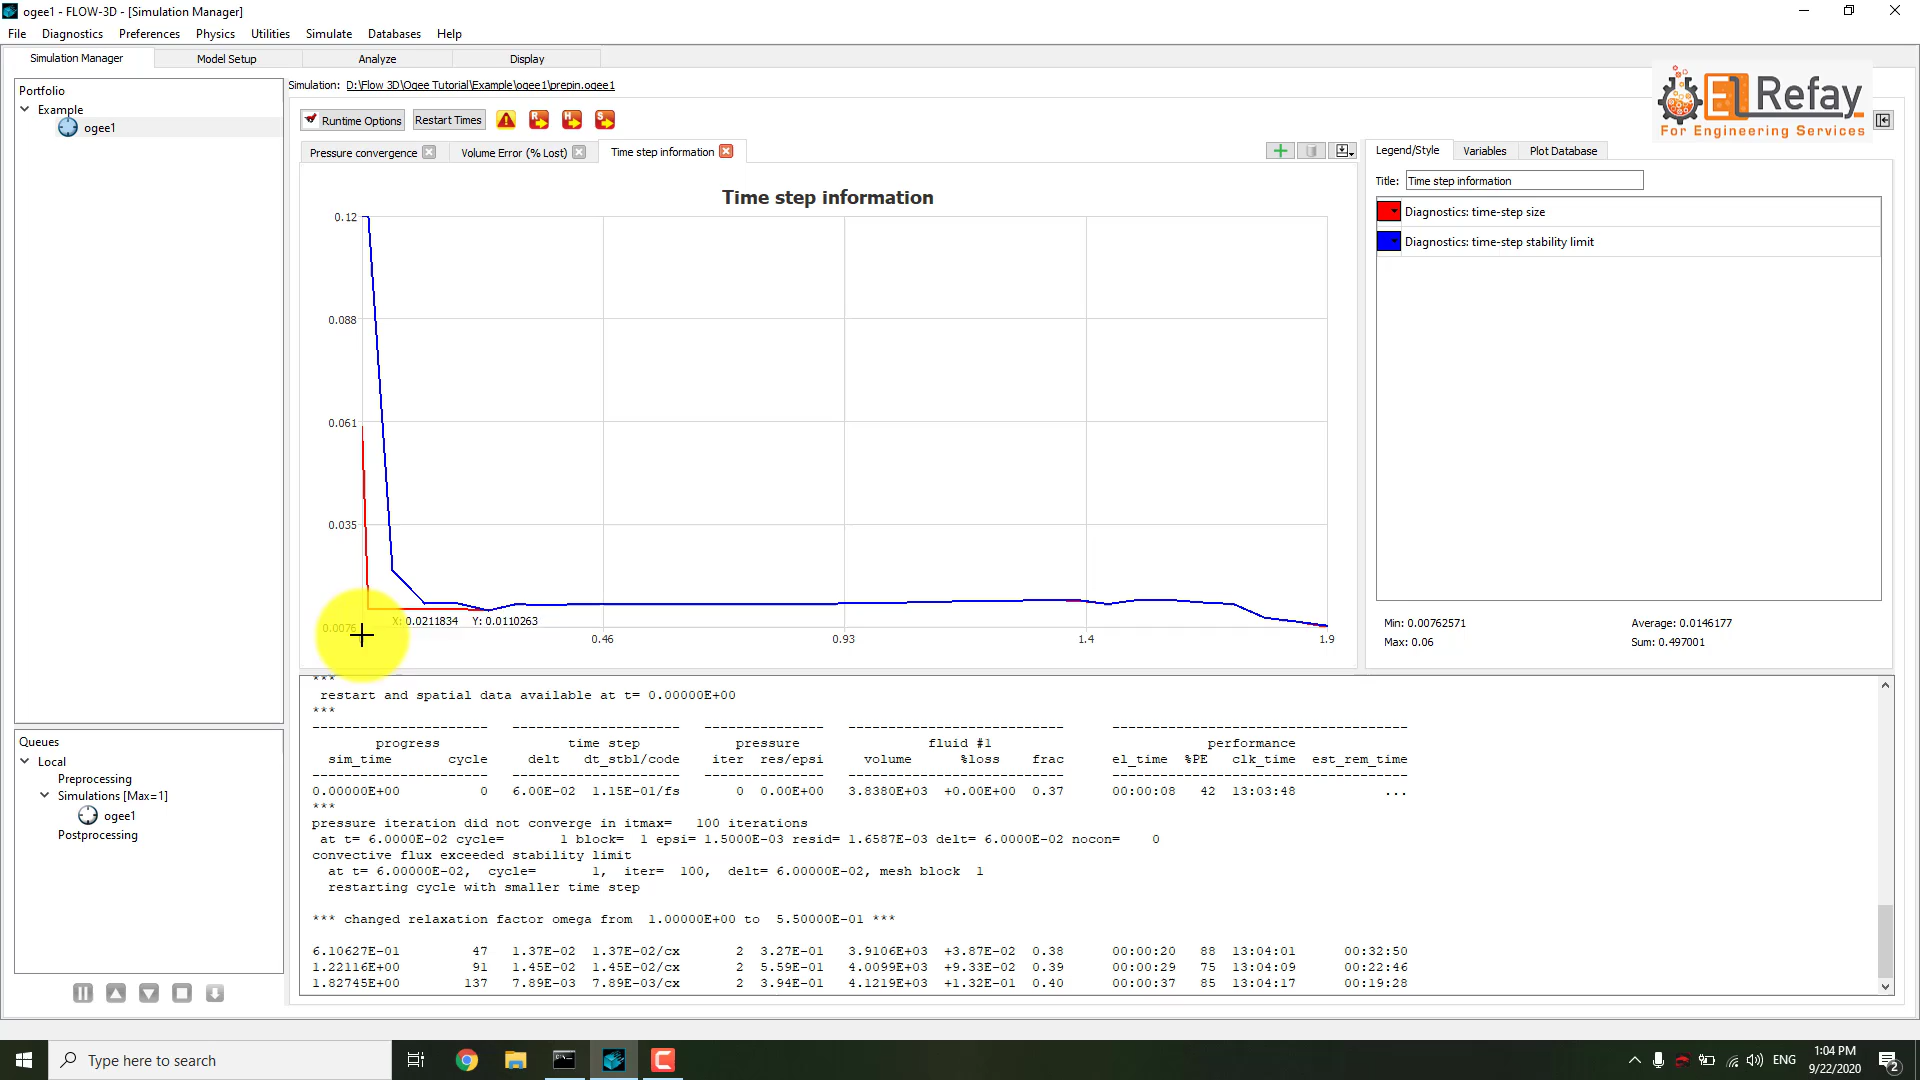 ogee1 - FLOW-3D - [Simulation Manager]
File Diagnostics Preferences Physics Utilities Simulate Databases Help
Simulation Manager Model Setup Analyze Display
Portfolio
Example
ogee1
Simulation: D:\Flow 3D\Ogee Tutorial\Example\ogee1\prepin.ogee1
El Refay
For Engineering Services
Runtime Options Restart Times R H S
Pressure convergence Volume Error (% Lost) Time step information
Legend/Style Variables Plot Database
Title: Time step information
Diagnostics: time-step size
Diagnostics: time-step stability limit
Min: 0.00762571 Average: 0.0146177
Max: 0.06 Sum: 0.497001
Time step information
0.12
0.088
0.061
0.035
0.0076
X: 0.0211834 Y: 0.0110263
0.46 0.93 1.4 1.9
***
restart and spatial data available at t= 0.00000E+00
***
progress time step pressure fluid #1 performance
sim_time cycle delt dt_stbl/code iter res/epsi volume %loss frac el_time %PE clk_time est_rem_time
0.00000E+00 0 6.00E-02 1.15E-01/fs 0 0.00E+00 3.8380E+03 +0.00E+00 0.37 00:00:08 42 13:03:48 ...
***
pressure iteration did not converge in itmax= 100 iterations
at t= 6.0000E-02 cycle= 1 block= 1 epsi= 1.5000E-03 resid= 1.6587E-03 delt= 6.0000E-02 nocon= 0
convective flux exceeded stability limit
at t= 6.00000E-02, cycle= 1, iter= 100, delt= 6.00000E-02, mesh block 1
restarting cycle with smaller time step
*** changed relaxation factor omega from 1.00000E+00 to 5.50000E-01 ***
6.10627E-01 47 1.37E-02 1.37E-02/cx 2 3.27E-01 3.9106E+03 +3.87E-02 0.38 00:00:20 88 13:04:01 00:32:50
1.22116E+00 91 1.45E-02 1.45E-02/cx 2 5.59E-01 4.0099E+03 +9.33E-02 0.39 00:00:29 75 13:04:09 00:22:46
1.82745E+00 137 7.89E-03 7.89E-03/cx 2 3.94E-01 4.1219E+03 +1.32E-01 0.40 00:00:37 85 13:04:17 00:19:28
Queues
Local
Preprocessing
Simulations [Max=1]
ogee1
Postprocessing
Type here to search
ENG
1:04 PM
9/22/2020
2